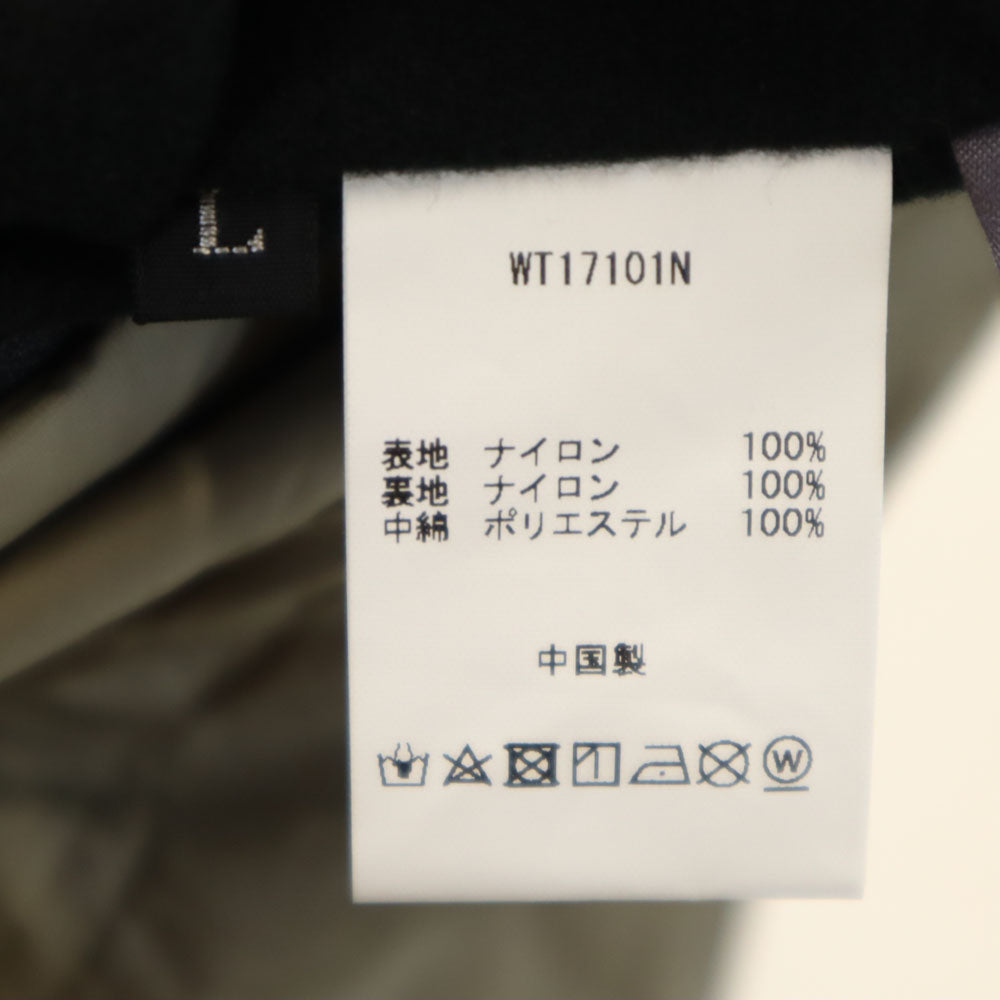 L
WT17101N
表地 ナイロン 100%
裏地 ナイロン 100%
中綿 ポリエステル 100%
中国製
W